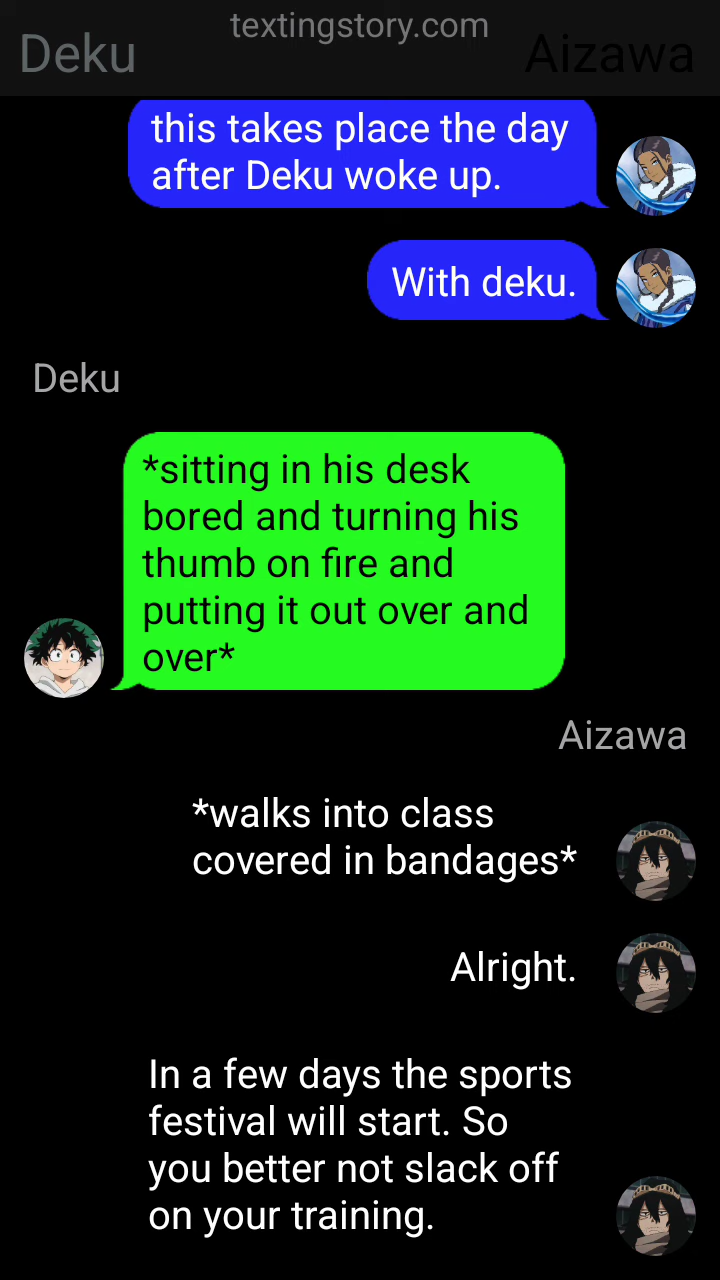 textingstory.com
Deku
Aizawa
this takes place the day
after Deku woke up.
With deku.
Deku
*sitting in his desk
bored and turning his
thumb on fire and
putting it out over and
over*
Aizawa
*walks into class
covered in bandages*
Alright.
In a few days the sports
festival will start. So
you better not slack off
on your training.